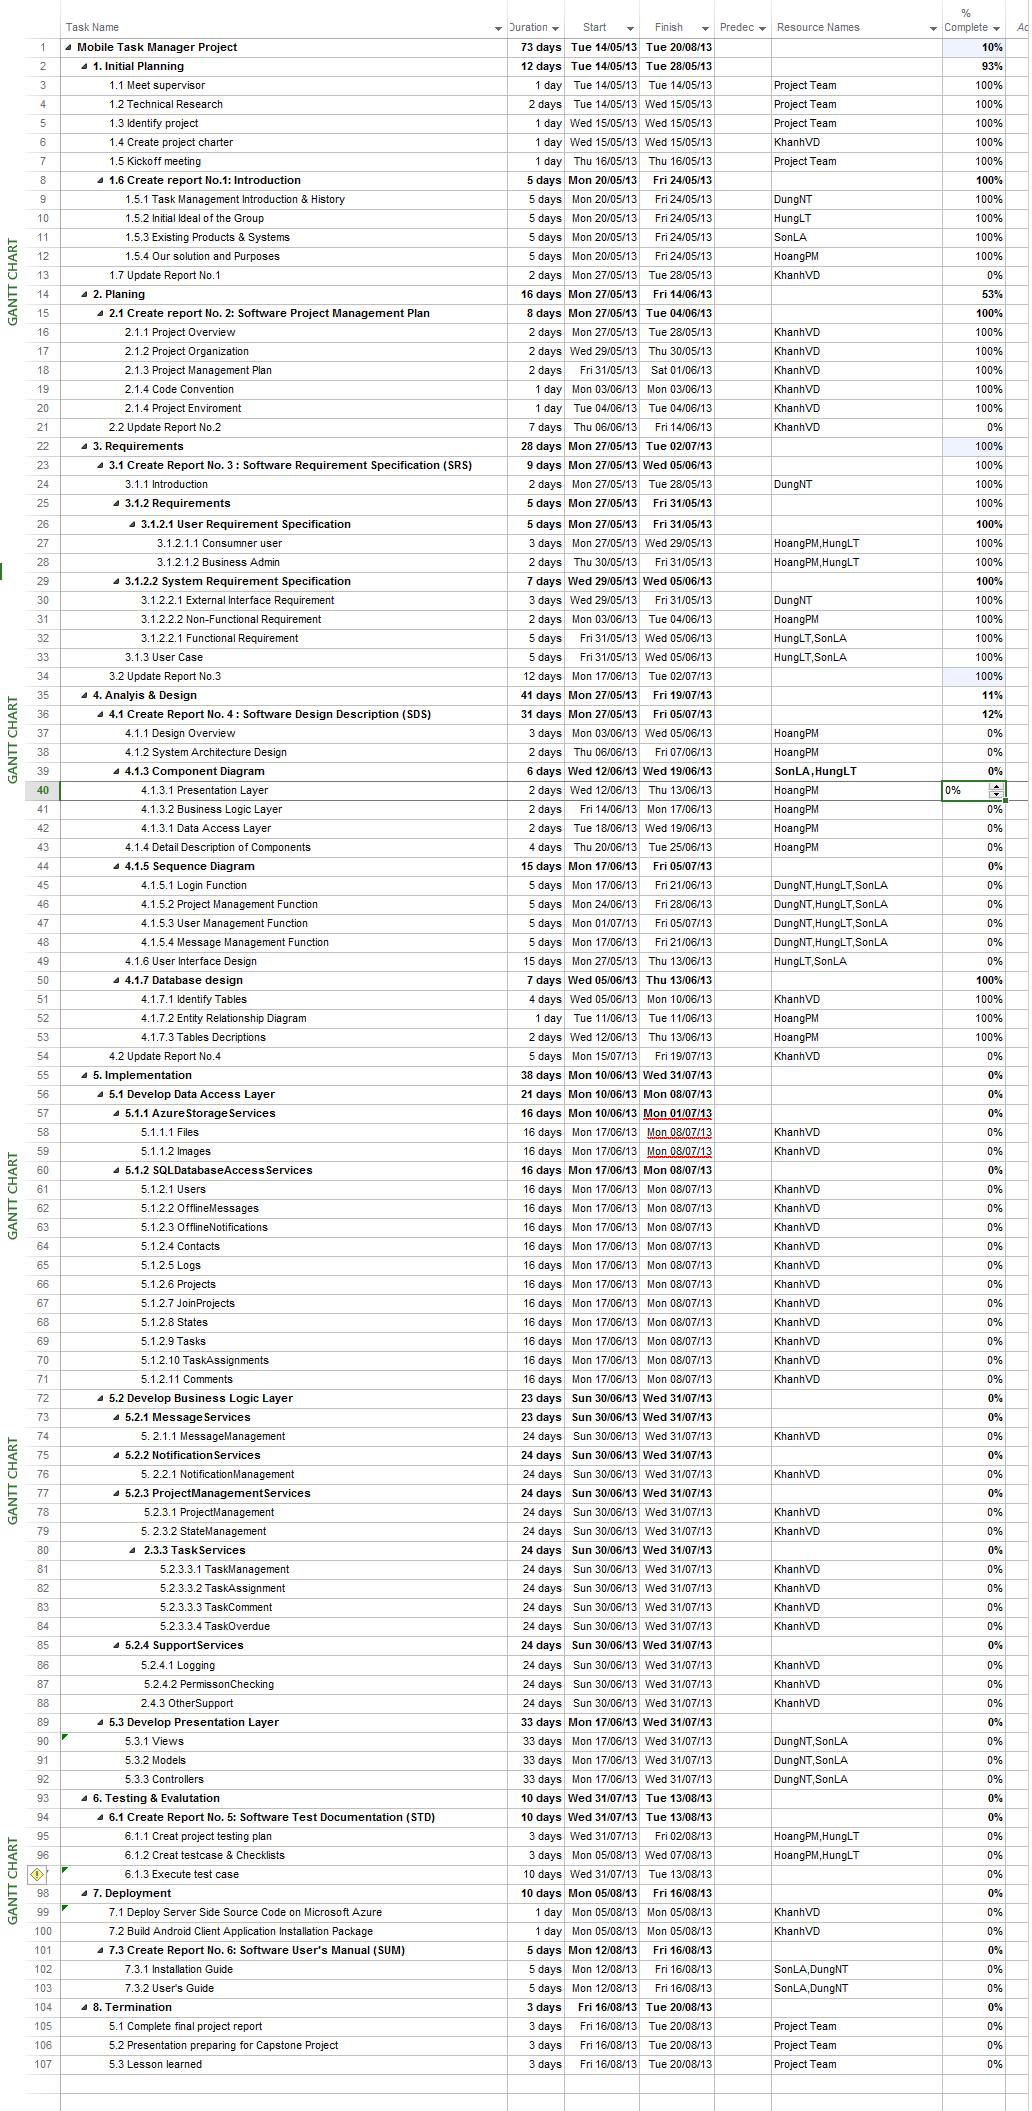 %
Task Name Duration Start Finish Predec Resource Names Complete Ac
1 Mobile Task Manager Project 73 days Tue 14/05/13 Tue 20/08/13 10%
2 1. Initial Planning 12 days Tue 14/05/13 Tue 28/05/13 93%
3 1.1 Meet supervisor 1 day Tue 14/05/13 Tue 14/05/13 Project Team 100%
4 1.2 Technical Research 2 days Tue 14/05/13 Wed 15/05/13 Project Team 100%
5 1.3 Identify project 1 day Wed 15/05/13 Wed 15/05/13 Project Team 100%
6 1.4 Create project charter 1 day Wed 15/05/13 Wed 15/05/13 KhanhVD 100%
7 1.5 Kickoff meeting 1 day Thu 16/05/13 Thu 16/05/13 Project Team 100%
8 1.6 Create report No.1: Introduction 5 days Mon 20/05/13 Fri 24/05/13 100%
9 1.5.1 Task Management Introduction & History 5 days Mon 20/05/13 Fri 24/05/13 DungNT 100%
10 1.5.2 Initial Ideal of the Group 5 days Mon 20/05/13 Fri 24/05/13 HungLT 100%
11 1.5.3 Existing Products & Systems 5 days Mon 20/05/13 Fri 24/05/13 SonLA 100%
12 1.5.4 Our solution and Purposes 5 days Mon 20/05/13 Fri 24/05/13 HoangPM 100%
13 1.7 Update Report No.1 2 days Mon 27/05/13 Tue 28/05/13 KhanhVD 0%
GANTT CHART
14 2. Planing 16 days Mon 27/05/13 Fri 14/06/13 53%
15 2.1 Create report No. 2: Software Project Management Plan 8 days Mon 27/05/13 Tue 04/06/13 100%
16 2.1.1 Project Overview 2 days Mon 27/05/13 Tue 28/05/13 KhanhVD 100%
17 2.1.2 Project Organization 2 days Wed 29/05/13 Thu 30/05/13 KhanhVD 100%
18 2.1.3 Project Management Plan 2 days Fri 31/05/13 Sat 01/06/13 KhanhVD 100%
19 2.1.4 Code Convention 1 day Mon 03/06/13 Mon 03/06/13 KhanhVD 100%
20 2.1.4 Project Enviroment 1 day Tue 04/06/13 Tue 04/06/13 KhanhVD 100%
21 2.2 Update Report No.2 7 days Thu 06/06/13 Fri 14/06/13 KhanhVD 0%
22 3. Requirements 28 days Mon 27/05/13 Tue 02/07/13 100%
23 3.1 Create Report No. 3 : Software Requirement Specification (SRS) 9 days Mon 27/05/13 Wed 05/06/13 100%
24 3.1.1 Introduction 2 days Mon 27/05/13 Tue 28/05/13 DungNT 100%
25 3.1.2 Requirements 5 days Mon 27/05/13 Fri 31/05/13 100%
26 3.1.2.1 User Requirement Specification 5 days Mon 27/05/13 Fri 31/05/13 100%
27 3.1.2.1.1 Consumner user 3 days Mon 27/05/13 Wed 29/05/13 HoangPM,HungLT 100%
28 3.1.2.1.2 Business Admin 2 days Thu 30/05/13 Fri 31/05/13 HoangPM,HungLT 100%
29 3.1.2.2 System Requirement Specification 7 days Wed 29/05/13 Wed 05/06/13 100%
30 3.1.2.2.1 External Interface Requirement 3 days Wed 29/05/13 Fri 31/05/13 DungNT 100%
31 3.1.2.2.2 Non-Functional Requirement 2 days Mon 03/06/13 Tue 04/06/13 HoangPM 100%
32 3.1.2.2.1 Functional Requirement 5 days Fri 31/05/13 Wed 05/06/13 HungLT,SonLA 100%
33 3.1.3 User Case 5 days Fri 31/05/13 Wed 05/06/13 HungLT,SonLA 100%
34 3.2 Update Report No.3 12 days Mon 17/06/13 Tue 02/07/13 100%
35 4. Analyis & Design 41 days Mon 27/05/13 Fri 19/07/13 11%
36 4.1 Create Report No. 4 : Software Design Description (SDS) 31 days Mon 27/05/13 Fri 05/07/13 12%
37 4.1.1 Design Overview 3 days Mon 03/06/13 Wed 05/06/13 HoangPM 0%
GANTT CHART
38 4.1.2 System Architecture Design 2 days Thu 06/06/13 Fri 07/06/13 HoangPM 0%
39 4.1.3 Component Diagram 6 days Wed 12/06/13 Wed 19/06/13 SonLA,HungLT 0%
40 4.1.3.1 Presentation Layer 2 days Wed 12/06/13 Thu 13/06/13 HoangPM 0%
41 4.1.3.2 Business Logic Layer 2 days Fri 14/06/13 Mon 17/06/13 HoangPM 0%
42 4.1.3.1 Data Access Layer 2 days Tue 18/06/13 Wed 19/06/13 HoangPM 0%
43 4.1.4 Detail Description of Components 4 days Thu 20/06/13 Tue 25/06/13 HoangPM 0%
44 4.1.5 Sequence Diagram 15 days Mon 17/06/13 Fri 05/07/13 0%
45 4.1.5.1 Login Function 5 days Mon 17/06/13 Fri 21/06/13 DungNT,HungLT,SonLA 0%
46 4.1.5.2 Project Management Function 5 days Mon 24/06/13 Fri 28/06/13 DungNT,HungLT,SonLA 0%
47 4.1.5.3 User Management Function 5 days Mon 01/07/13 Fri 05/07/13 DungNT,HungLT,SonLA 0%
48 4.1.5.4 Message Management Function 5 days Mon 17/06/13 Fri 21/06/13 DungNT,HungLT,SonLA 0%
49 4.1.6 User Interface Design 15 days Mon 27/05/13 Thu 13/06/13 HungLT,SonLA 0%
50 4.1.7 Database design 7 days Wed 05/06/13 Thu 13/06/13 100%
51 4.1.7.1 Identify Tables 4 days Wed 05/06/13 Mon 10/06/13 KhanhVD 100%
52 4.1.7.2 Entity Relationship Diagram 1 day Tue 11/06/13 Tue 11/06/13 HoangPM 100%
53 4.1.7.3 Tables Decriptions 2 days Wed 12/06/13 Thu 13/06/13 HoangPM 100%
54 4.2 Update Report No.4 5 days Mon 15/07/13 Fri 19/07/13 KhanhVD 0%
55 5. Implementation 38 days Mon 10/06/13 Wed 31/07/13 0%
56 5.1 Develop Data Access Layer 21 days Mon 10/06/13 Mon 08/07/13 0%
57 5.1.1 AzureStorageServices 16 days Mon 10/06/13 Mon 01/07/13 0%
58 5.1.1.1 Files 16 days Mon 17/06/13 Mon 08/07/13 KhanhVD 0%
59 5.1.1.2 Images 16 days Mon 17/06/13 Mon 08/07/13 KhanhVD 0%
60 5.1.2 SQLDatabaseAccessServices 16 days Mon 17/06/13 Mon 08/07/13 0%
61 5.1.2.1 Users 16 days Mon 17/06/13 Mon 08/07/13 KhanhVD 0%
GANTT CHART
62 5.1.2.2 OfflineMessages 16 days Mon 17/06/13 Mon 08/07/13 KhanhVD 0%
63 5.1.2.3 OfflineNotifications 16 days Mon 17/06/13 Mon 08/07/13 KhanhVD 0%
64 5.1.2.4 Contacts 16 days Mon 17/06/13 Mon 08/07/13 KhanhVD 0%
65 5.1.2.5 Logs 16 days Mon 17/06/13 Mon 08/07/13 KhanhVD 0%
66 5.1.2.6 Projects 16 days Mon 17/06/13 Mon 08/07/13 KhanhVD 0%
67 5.1.2.7 JoinProjects 16 days Mon 17/06/13 Mon 08/07/13 KhanhVD 0%
68 5.1.2.8 States 16 days Mon 17/06/13 Mon 08/07/13 KhanhVD 0%
69 5.1.2.9 Tasks 16 days Mon 17/06/13 Mon 08/07/13 KhanhVD 0%
70 5.1.2.10 TaskAssignments 16 days Mon 17/06/13 Mon 08/07/13 KhanhVD 0%
71 5.1.2.11 Comments 16 days Mon 17/06/13 Mon 08/07/13 KhanhVD 0%
72 5.2 Develop Business Logic Layer 23 days Sun 30/06/13 Wed 31/07/13 0%
73 5.2.1 MessageServices 23 days Sun 30/06/13 Wed 31/07/13 0%
74 5. 2.1.1 MessageManagement 24 days Sun 30/06/13 Wed 31/07/13 KhanhVD 0%
75 5.2.2 NotificationServices 24 days Sun 30/06/13 Wed 31/07/13 0%
76 5. 2.2.1 NotificationManagement 24 days Sun 30/06/13 Wed 31/07/13 KhanhVD 0%
GANTT CHART
77 5.2.3 ProjectManagementServices 24 days Sun 30/06/13 Wed 31/07/13 0%
78 5.2.3.1 ProjectManagement 24 days Sun 30/06/13 Wed 31/07/13 KhanhVD 0%
79 5. 2.3.2 StateManagement 24 days Sun 30/06/13 Wed 31/07/13 KhanhVD 0%
80 2.3.3 TaskServices 24 days Sun 30/06/13 Wed 31/07/13 0%
81 5.2.3.3.1 TaskManagement 24 days Sun 30/06/13 Wed 31/07/13 KhanhVD 0%
82 5.2.3.3.2 TaskAssignment 24 days Sun 30/06/13 Wed 31/07/13 KhanhVD 0%
83 5.2.3.3.3 TaskComment 24 days Sun 30/06/13 Wed 31/07/13 KhanhVD 0%
84 5.2.3.3.4 TaskOverdue 24 days Sun 30/06/13 Wed 31/07/13 KhanhVD 0%
85 5.2.4 SupportServices 24 days Sun 30/06/13 Wed 31/07/13 0%
86 5.2.4.1 Logging 24 days Sun 30/06/13 Wed 31/07/13 KhanhVD 0%
87 5.2.4.2 PermissonChecking 24 days Sun 30/06/13 Wed 31/07/13 KhanhVD 0%
88 2.4.3 OtherSupport 24 days Sun 30/06/13 Wed 31/07/13 KhanhVD 0%
89 5.3 Develop Presentation Layer 33 days Mon 17/06/13 Wed 31/07/13 0%
90 5.3.1 Views 33 days Mon 17/06/13 Wed 31/07/13 DungNT,SonLA 0%
91 5.3.2 Models 33 days Mon 17/06/13 Wed 31/07/13 DungNT,SonLA 0%
92 5.3.3 Controllers 33 days Mon 17/06/13 Wed 31/07/13 DungNT,SonLA 0%
93 6. Testing & Evalutation 10 days Wed 31/07/13 Tue 13/08/13 0%
94 6.1 Create Report No. 5: Software Test Documentation (STD) 10 days Wed 31/07/13 Tue 13/08/13 0%
95 6.1.1 Creat project testing plan 3 days Wed 31/07/13 Fri 02/08/13 HoangPM,HungLT 0%
96 6.1.2 Creat testcase & Checklists 3 days Mon 05/08/13 Wed 07/08/13 HoangPM,HungLT 0%
6.1.3 Execute test case 10 days Wed 31/07/13 Tue 13/08/13 0%
GANTT CHART
98 7. Deployment 10 days Mon 05/08/13 Fri 16/08/13 0%
99 7.1 Deploy Server Side Source Code on Microsoft Azure 1 day Mon 05/08/13 Mon 05/08/13 KhanhVD 0%
100 7.2 Build Android Client Application Installation Package 1 day Mon 05/08/13 Mon 05/08/13 KhanhVD 0%
101 7.3 Create Report No. 6: Software User's Manual (SUM) 5 days Mon 12/08/13 Fri 16/08/13 0%
102 7.3.1 Installation Guide 5 days Mon 12/08/13 Fri 16/08/13 SonLA,DungNT 0%
103 7.3.2 User's Guide 5 days Mon 12/08/13 Fri 16/08/13 SonLA,DungNT 0%
104 8. Termination 3 days Fri 16/08/13 Tue 20/08/13 0%
105 5.1 Complete final project report 3 days Fri 16/08/13 Tue 20/08/13 Project Team 0%
106 5.2 Presentation preparing for Capstone Project 3 days Fri 16/08/13 Tue 20/08/13 Project Team 0%
107 5.3 Lesson learned 3 days Fri 16/08/13 Tue 20/08/13 Project Team 0%